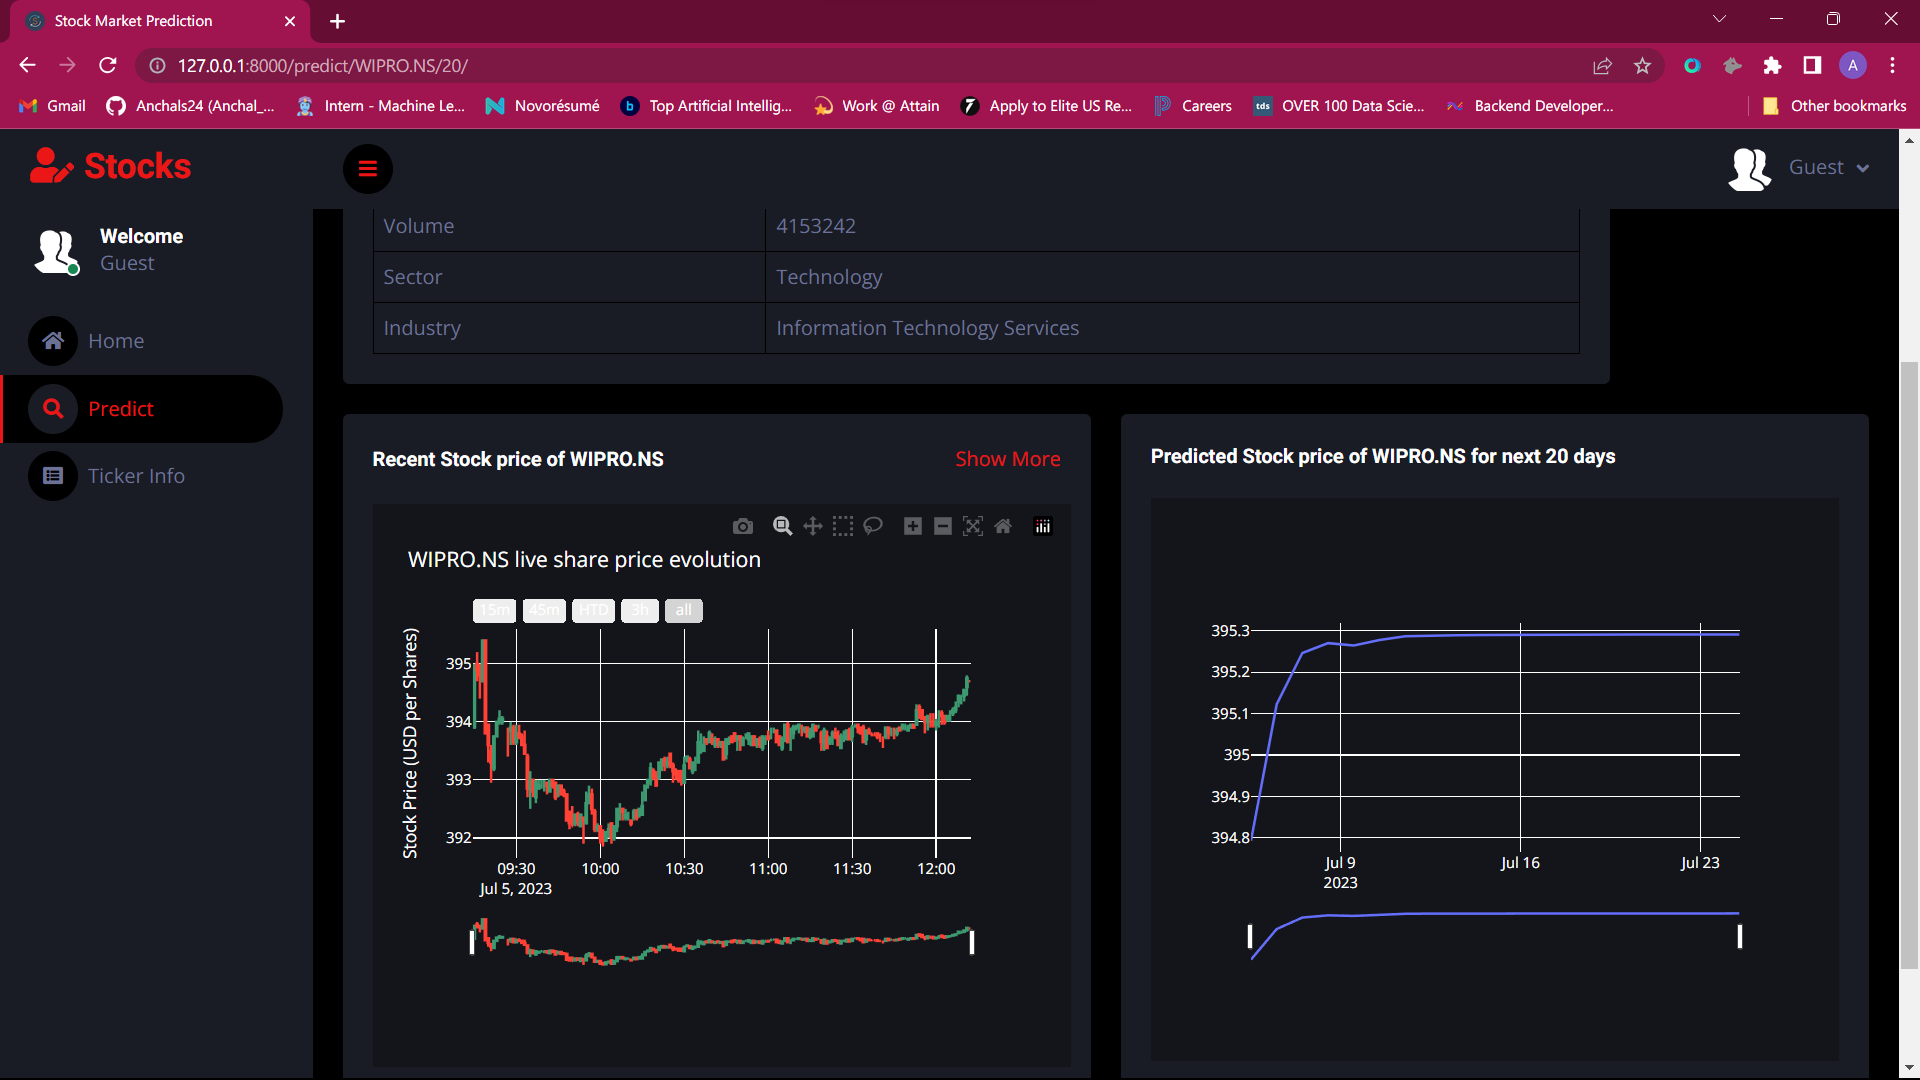 Stock Market Prediction
127.0.0.1:8000/predict/WIPRO.NS/20/
A
Gmail
Anchals24 (Anchal_...
Intern - Machine Le...
Novorésumé
b
Top Artificial Intellig...
Work @ Attain
7
Apply to Elite US Re...
Careers
tds
OVER 100 Data Scie...
Backend Developer...
Other bookmarks
Stocks
Guest
Welcome
Guest
Home
Predict
Ticker Info
Volume 4153242
Sector Technology
Industry Information Technology Services
Recent Stock price of WIPRO.NS
Show More
WIPRO.NS live share price evolution
15m 45m HTD 3h all
Stock Price (USD per Shares)
395
394
393
392
09:30 10:00 10:30 11:00 11:30 12:00
Jul 5, 2023
Predicted Stock price of WIPRO.NS for next 20 days
395.3
395.2
395.1
395
394.9
394.8
Jul 9 Jul 16 Jul 23
2023